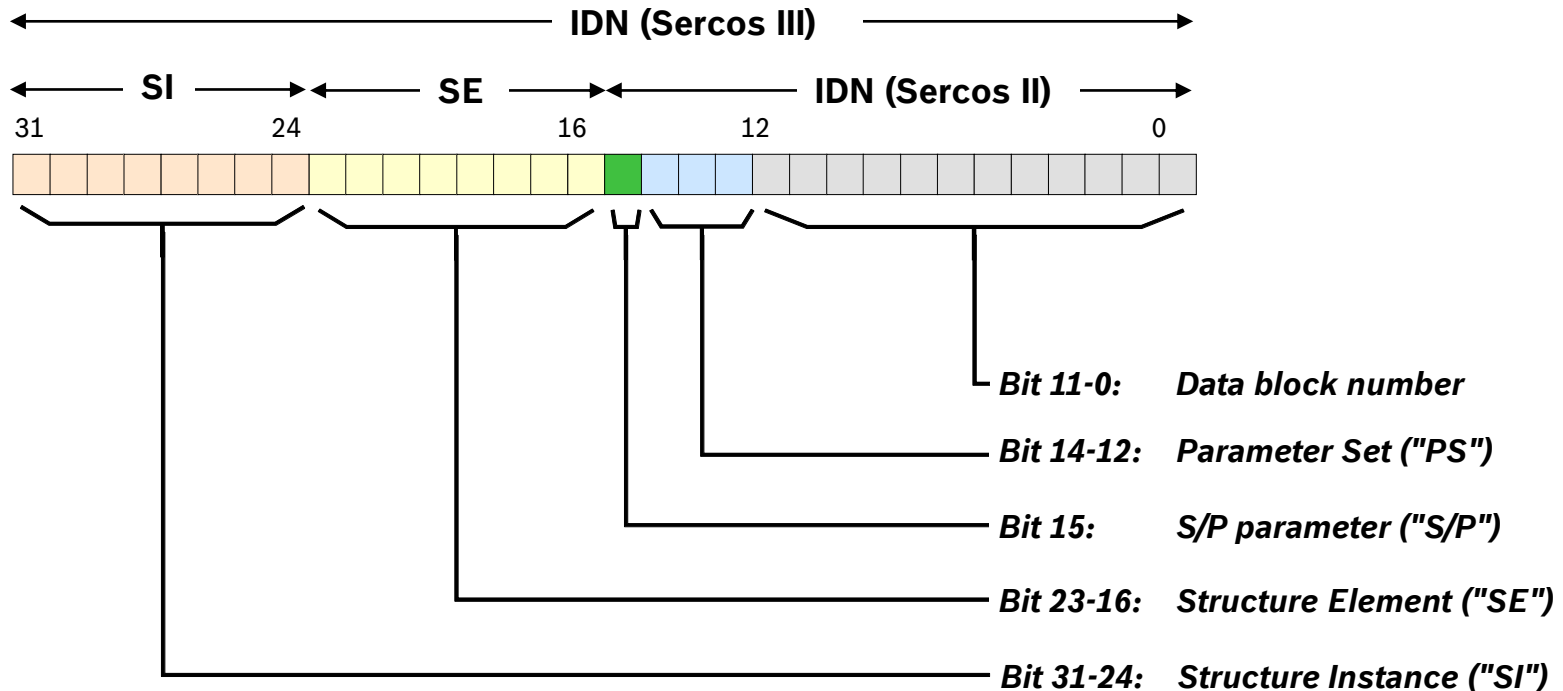 IDN (Sercos III)
SI SE IDN (Sercos II)
31 24 16 12 0
Bit 11-0: Data block number
Bit 14-12: Parameter Set ("PS")
Bit 15: S/P parameter ("S/P")
Bit 23-16: Structure Element ("SE")
Bit 31-24: Structure Instance ("SI")